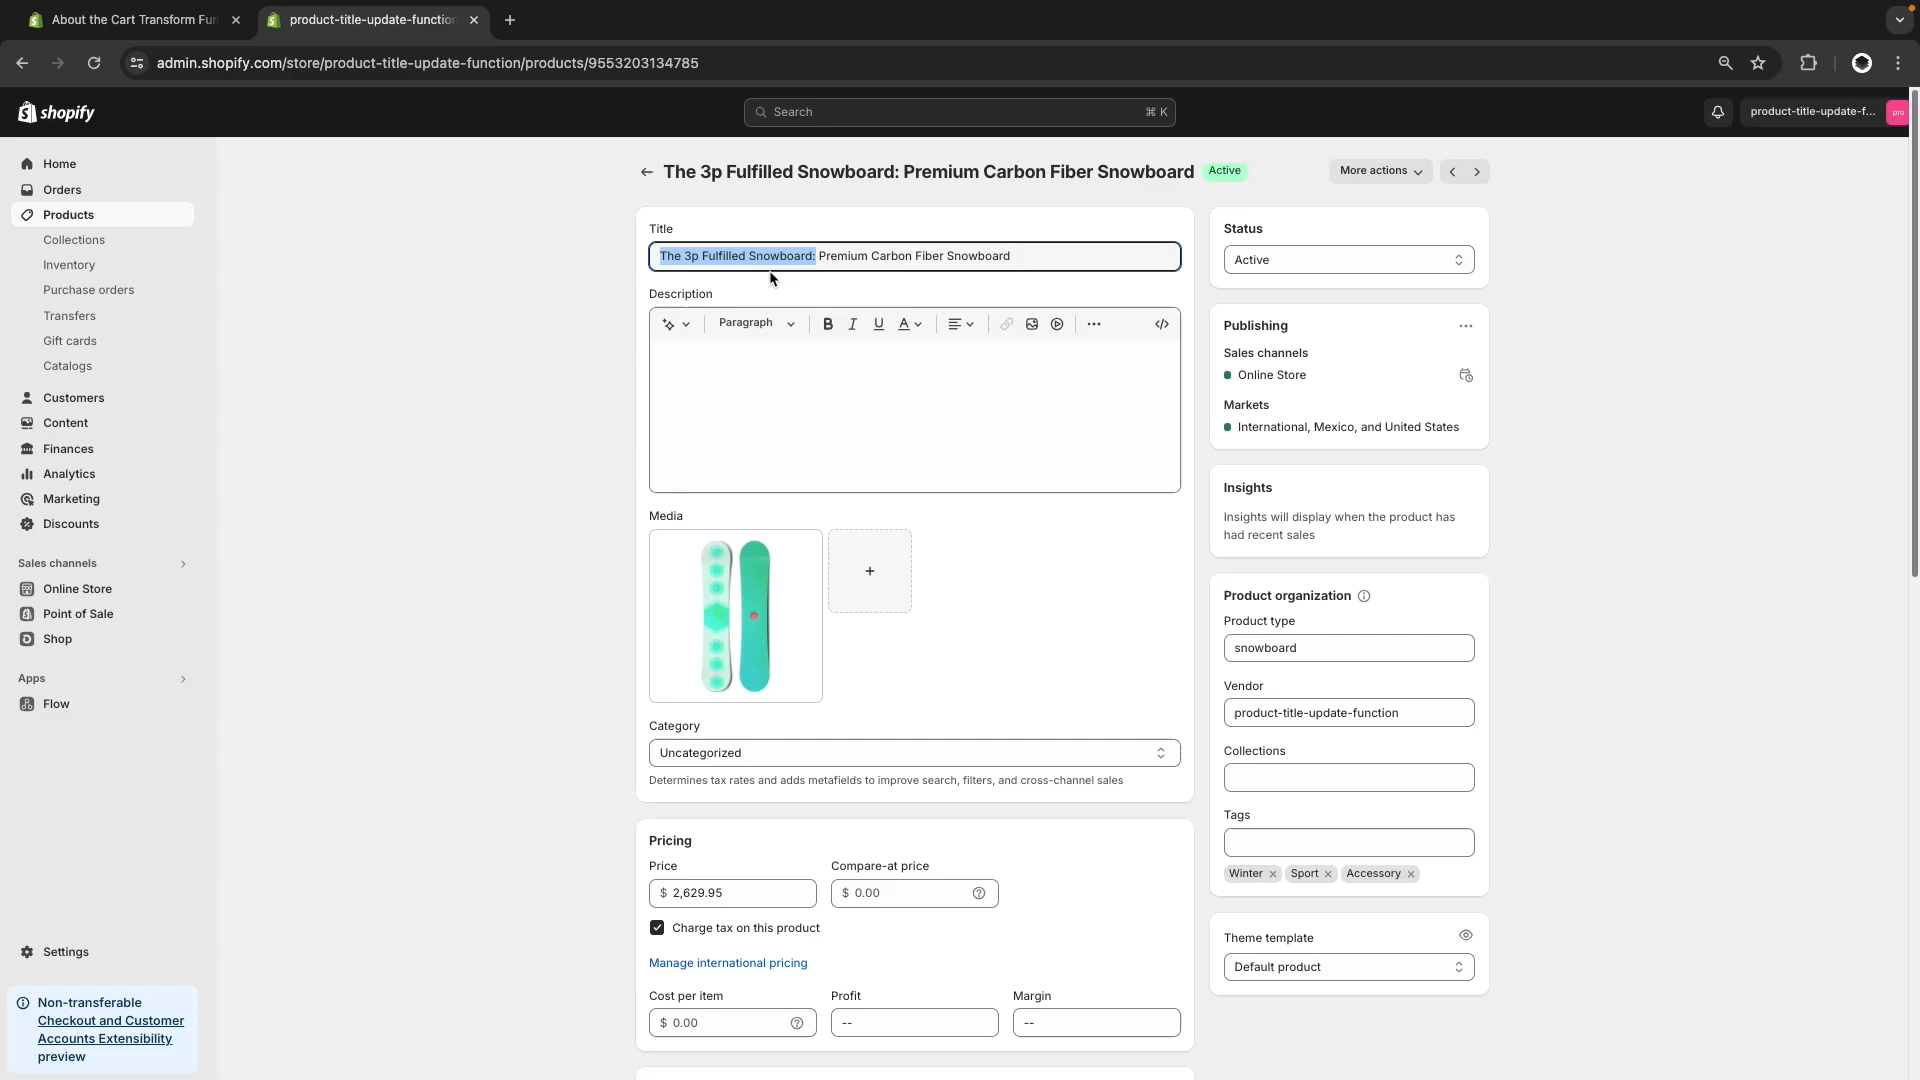 About the Cart Transform Fun
product-title-update-function
admin.shopify.com/store/product-title-update-function/products/9553203134785
shopify
Search
⌘ K
product-title-update-f...
pro
Home
Orders
Products
Collections
Inventory
Purchase orders
Transfers
Gift cards
Catalogs
Customers
Content
Finances
Analytics
Marketing
Discounts
Sales channels
Online Store
Point of Sale
Shop
Apps
Flow
Settings
Non-transferable
Checkout and Customer
Accounts Extensibility
preview
The 3p Fulfilled Snowboard: Premium Carbon Fiber Snowboard
Active
More actions
Title
The 3p Fulfilled Snowboard: Premium Carbon Fiber Snowboard
Description
Paragraph
Media
Category
Uncategorized
Determines tax rates and adds metafields to improve search, filters, and cross-channel sales
Pricing
Price
Compare-at price
$ 2,629.95
$ 0.00
Charge tax on this product
Manage international pricing
Cost per item
Profit
Margin
$ 0.00
--
--
Status
Active
Publishing
Sales channels
Online Store
Markets
International, Mexico, and United States
Insights
Insights will display when the product has
had recent sales
Product organization
Product type
snowboard
Vendor
product-title-update-function
Collections
Tags
Winter
Sport
Accessory
Theme template
Default product